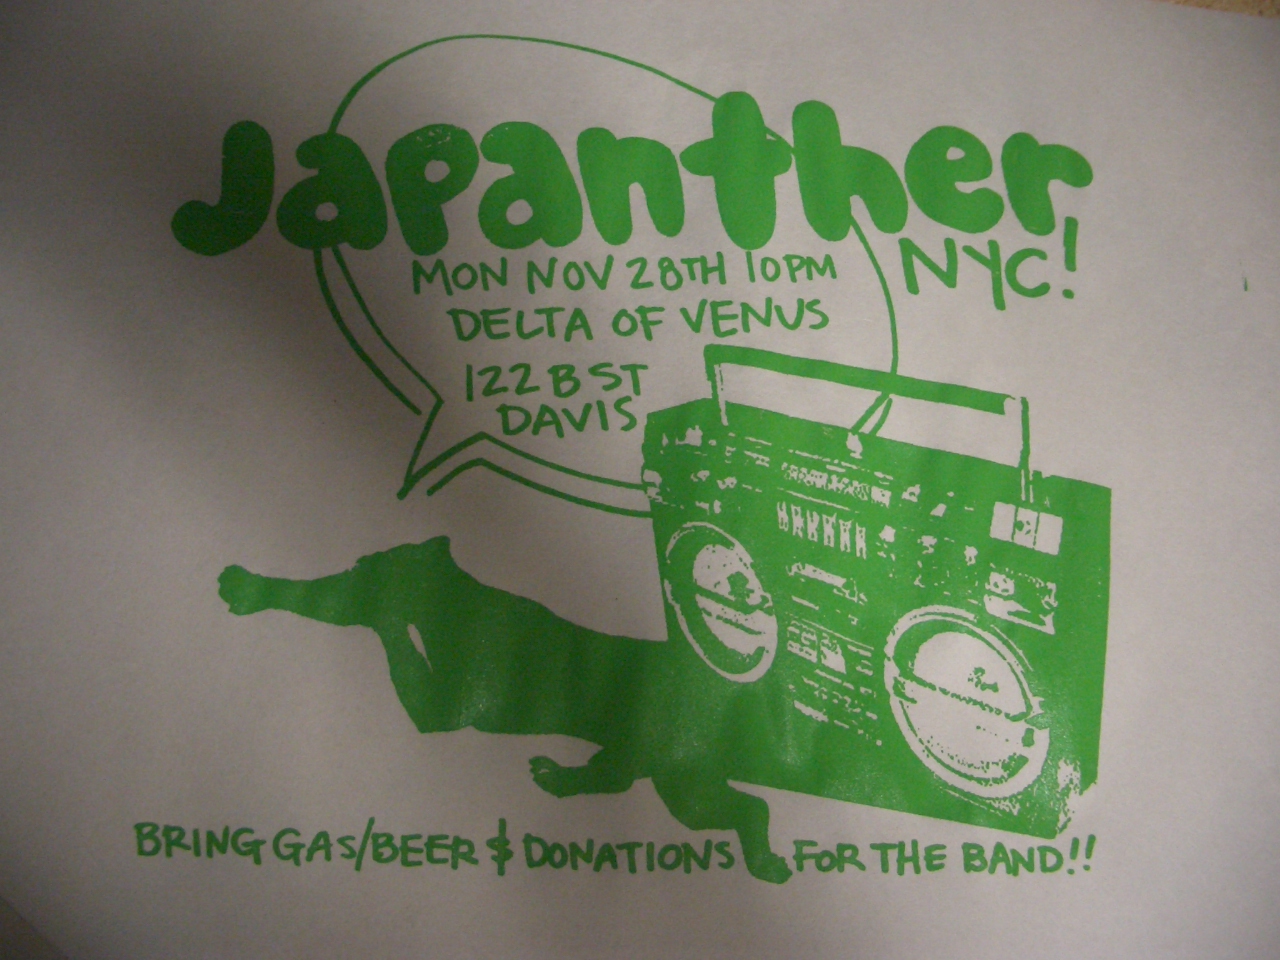 Japanther
NYC!
MON NOV 28TH 10PM
DELTA OF VENUS
122 B ST
DAVIS
BRING GAS/BEER & DONATIONS FOR THE BAND!!